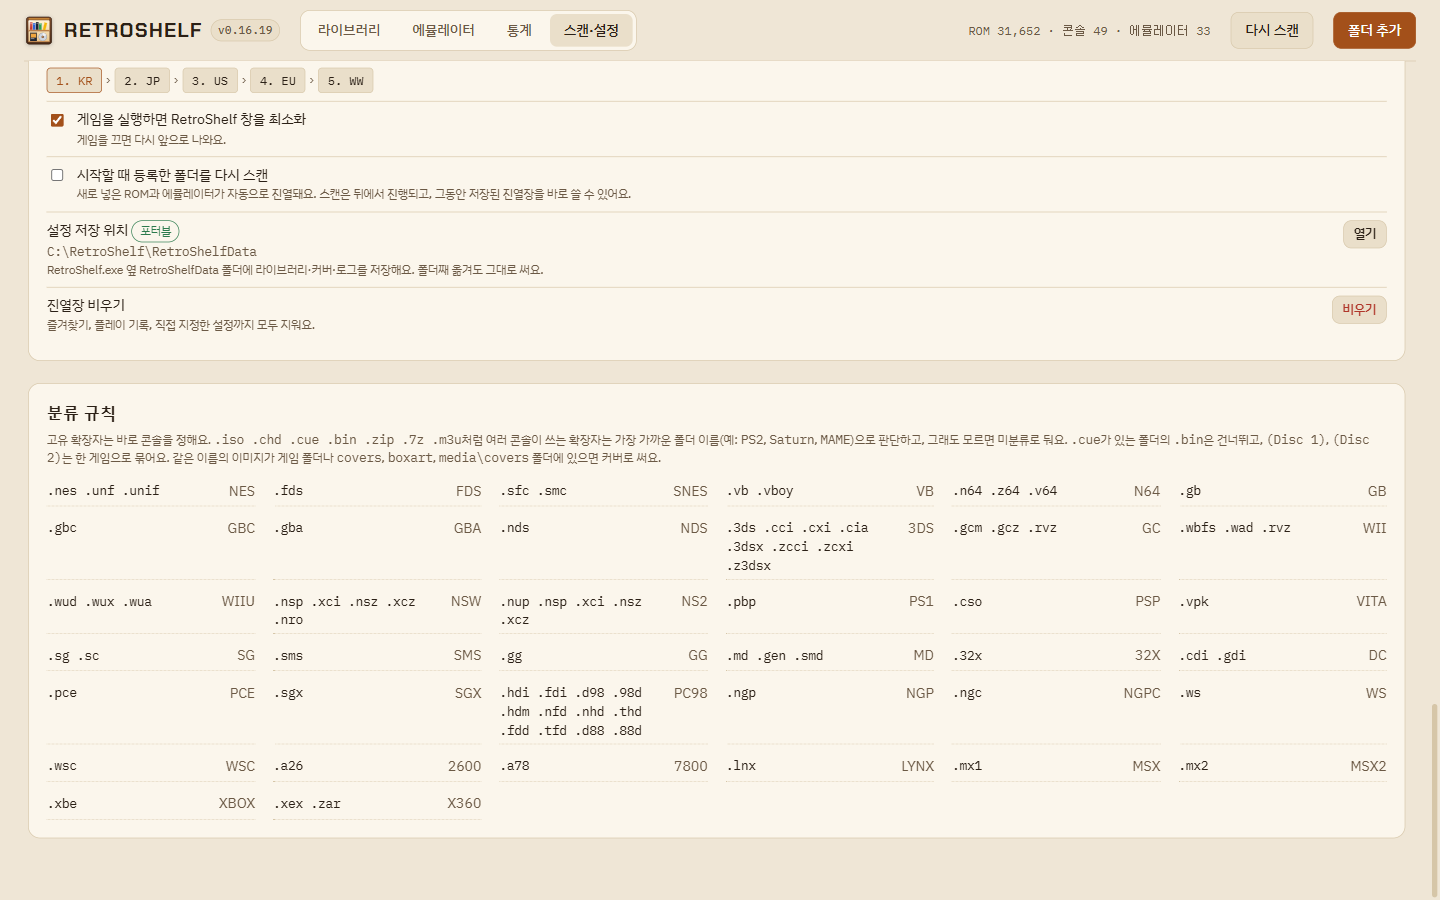 RETROSHELF v0.16.19 라이브러리 에뮬레이터 통계 스캔·설정 ROM 31,652 · 콘솔 49 · 에뮬레이터 33 다시 스캔 폴더 추가
1. KR › 2. JP › 3. US › 4. EU › 5. WW
게임을 실행하면 RetroShelf 창을 최소화
게임을 끄면 다시 앞으로 나와요.
시작할 때 등록한 폴더를 다시 스캔
새로 넣은 ROM과 에뮬레이터가 자동으로 진열돼요. 스캔은 뒤에서 진행되고, 그동안 저장된 진열장을 바로 쓸 수 있어요.
설정 저장 위치 포터블 열기
C:\RetroShelf\RetroShelfData
RetroShelf.exe 옆 RetroShelfData 폴더에 라이브러리·커버·로그를 저장해요. 폴더째 옮겨도 그대로 써요.
진열장 비우기 비우기
즐겨찾기, 플레이 기록, 직접 지정한 설정까지 모두 지워요.
분류 규칙
고유 확장자는 바로 콘솔을 정해요. .iso .chd .cue .bin .zip .7z .m3u처럼 여러 콘솔이 쓰는 확장자는 가장 가까운 폴더 이름(예: PS2, Saturn, MAME)으로 판단하고, 그래도 모르면 미분류로 둬요. .cue가 있는 폴더의 .bin은 건너뛰고, (Disc 1), (Disc
2)는 한 게임으로 묶어요. 같은 이름의 이미지가 게임 폴더나 covers, boxart, media\covers 폴더에 있으면 커버로 써요.
.nes .unf .unif NES .fds FDS .sfc .smc SNES .vb .vboy VB .n64 .z64 .v64 N64 .gb GB
.gbc GBC .gba GBA .nds NDS .3ds .cci .cxi .cia 3DS .gcm .gcz .rvz GC .wbfs .wad .rvz WII
.3dsx .zcci .zcxi
.z3dsx
.wud .wux .wua WIIU .nsp .xci .nsz .xcz NSW .nup .nsp .xci .nsz NS2 .pbp PS1 .cso PSP .vpk VITA
.nro .xcz
.sg .sc SG .sms SMS .gg GG .md .gen .smd MD .32x 32X .cdi .gdi DC
.pce PCE .sgx SGX .hdi .fdi .d98 .98d PC98 .ngp NGP .ngc NGPC .ws WS
.hdm .nfd .nhd .thd
.fdd .tfd .d88 .88d
.wsc WSC .a26 2600 .a78 7800 .lnx LYNX .mx1 MSX .mx2 MSX2
.xbe XBOX .xex .zar X360